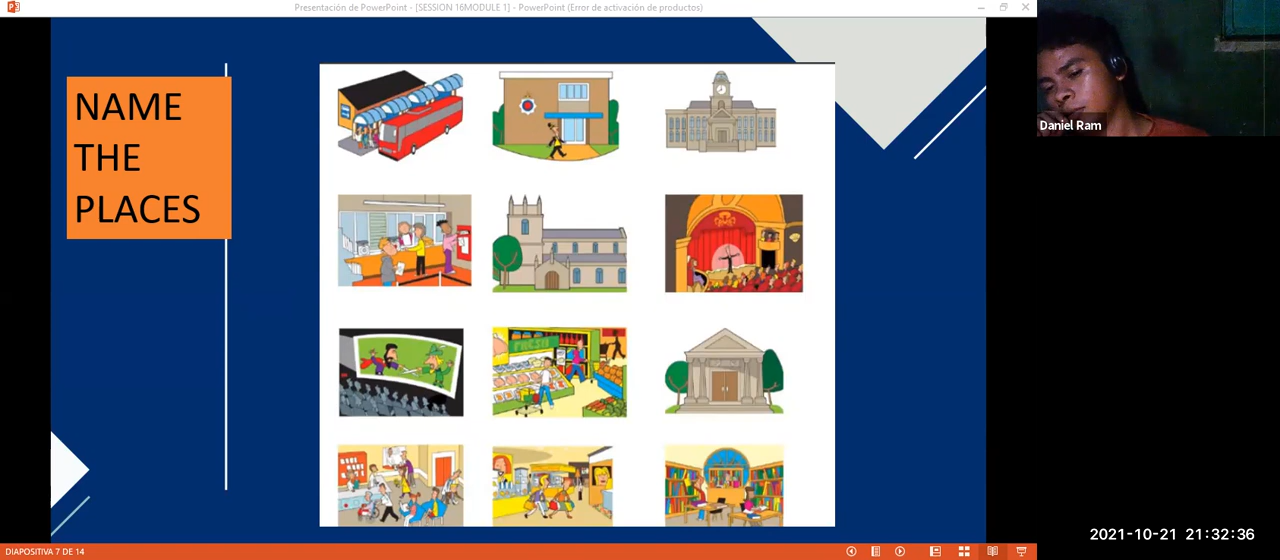 Presentación de PowerPoint - [SESSION 16MODULE 1] - PowerPoint (Error de activación de productos)
NAME
THE
PLACES
FRESH
Daniel Ram
2021-10-21 21:32:36
DIAPOSITIVA 7 DE 14